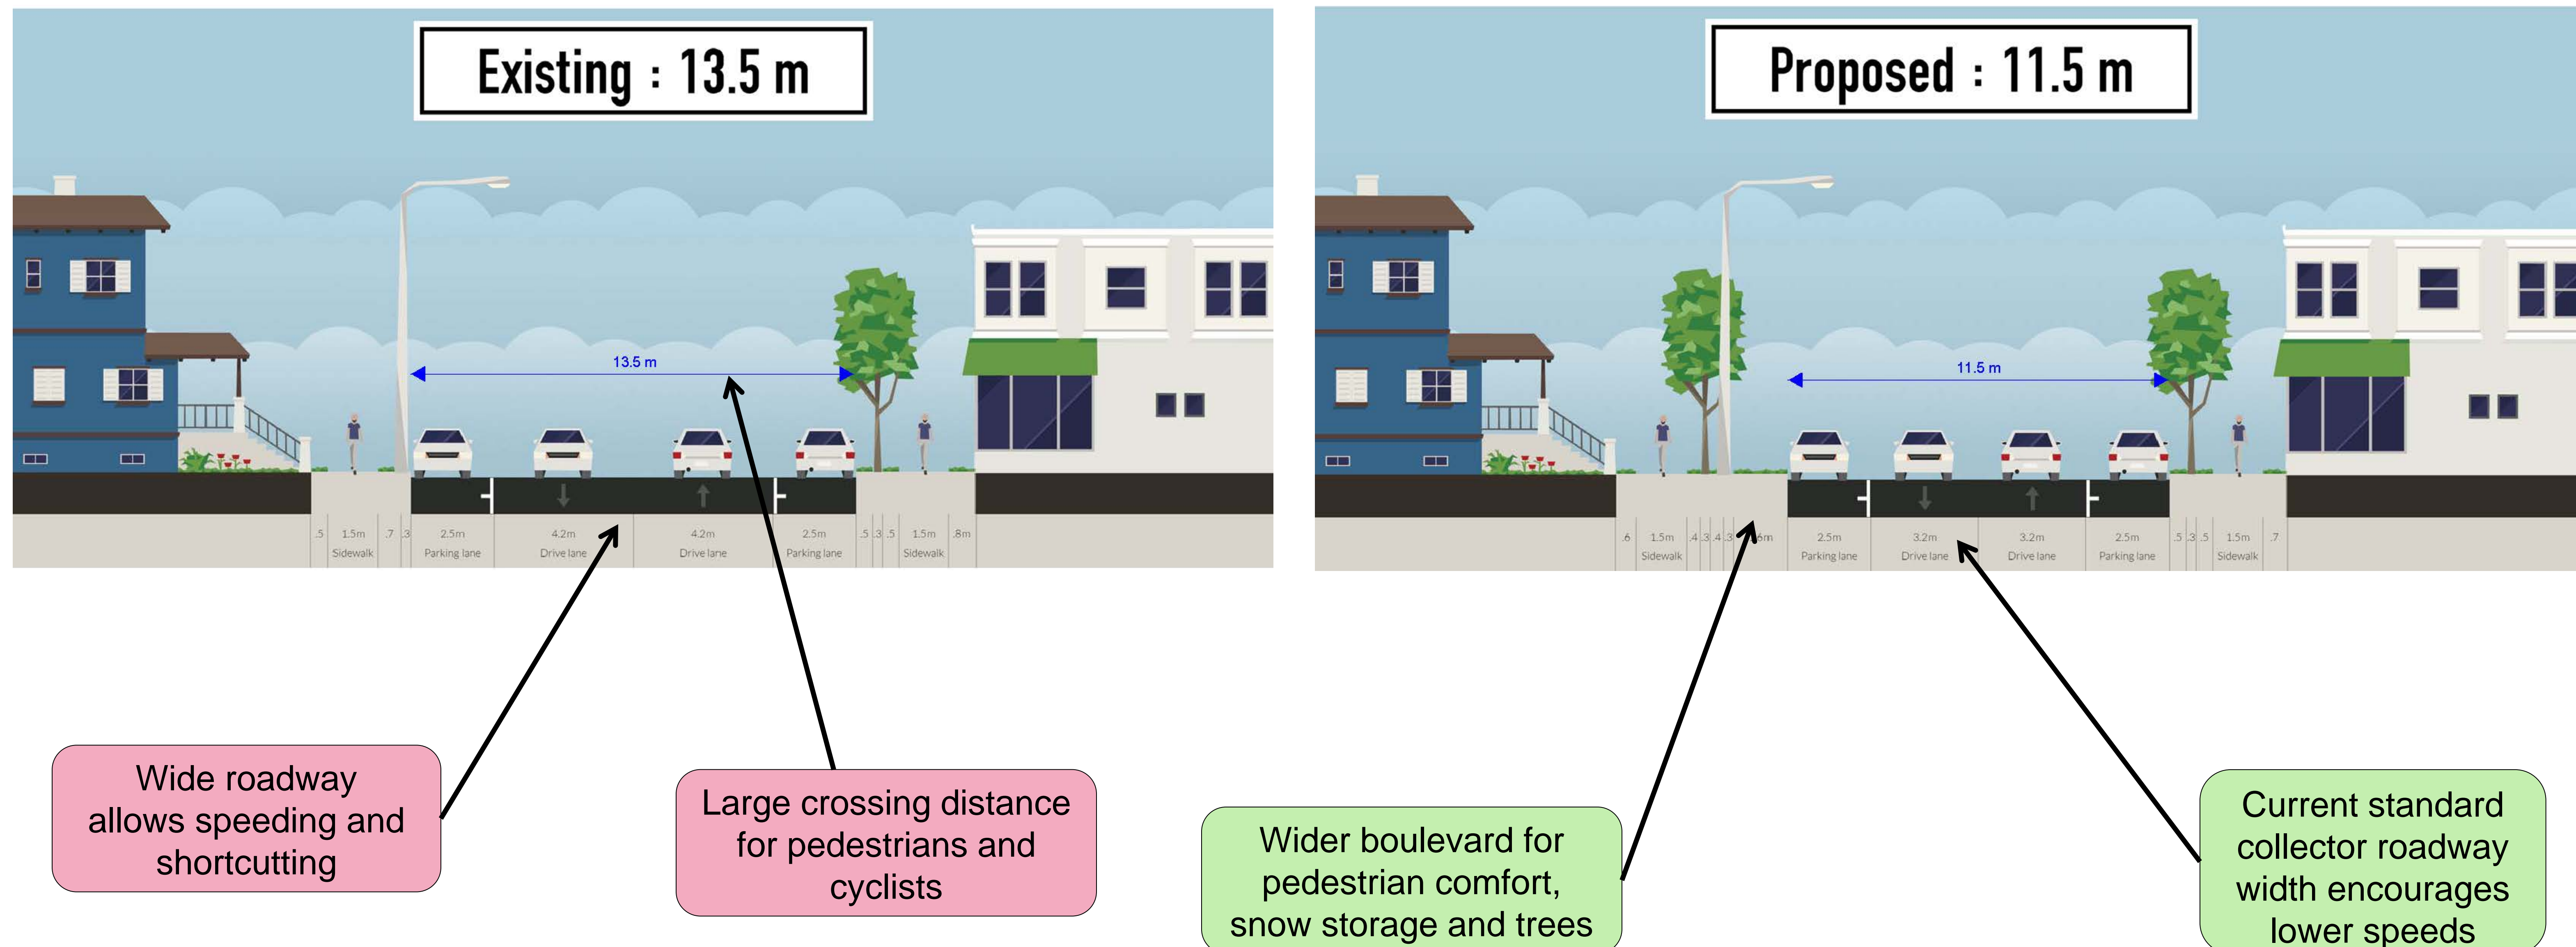 Existing : 13.5 m
13.5 m
.5 1.5m .7 .3 2.5m 4.2m 4.2m 2.5m .5 .3 .5 1.5m .8m
Sidewalk Parking lane Drive lane Drive lane Parking lane Sidewalk
Wide roadway
allows speeding and
shortcutting
Large crossing distance
for pedestrians and
cyclists
Proposed : 11.5 m
11.5 m
.6 1.5m .4 .3 .4 .3 2.5m 3.2m 3.2m 2.5m .5 .3 .5 1.5m .7
Sidewalk Parking lane Drive lane Drive lane Parking lane Sidewalk
Wider boulevard for
pedestrian comfort,
snow storage and trees
Current standard
collector roadway
width encourages
lower speeds